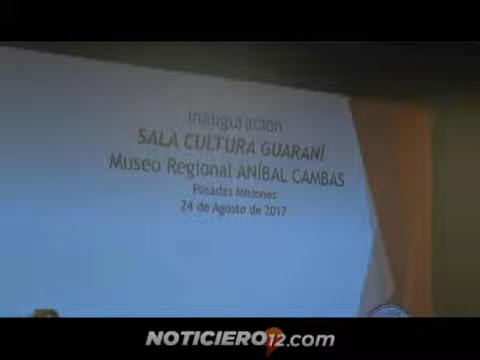 Inauguración
SALA CULTURA GUARANÍ
Museo Regional ANÍBAL CAMBAS
Posadas Misiones
24 de Agosto de 2017
NOTICIERO12.com